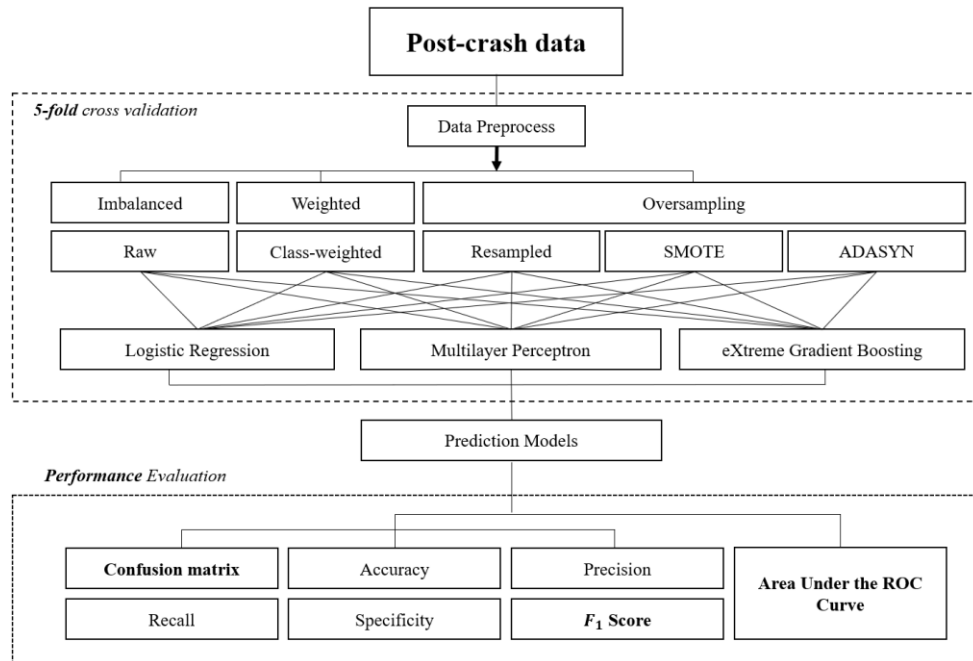 Post-crash data
5-fold cross validation
Data Preprocess
Imbalanced
Weighted
Oversampling
Raw
Class-weighted
Resampled
SMOTE
ADASYN
Logistic Regression
Multilayer Perceptron
eXtreme Gradient Boosting
Prediction Models
Performance Evaluation
Confusion matrix
Accuracy
Precision
Area Under the ROC
Curve
Recall
Specificity
F₁ Score